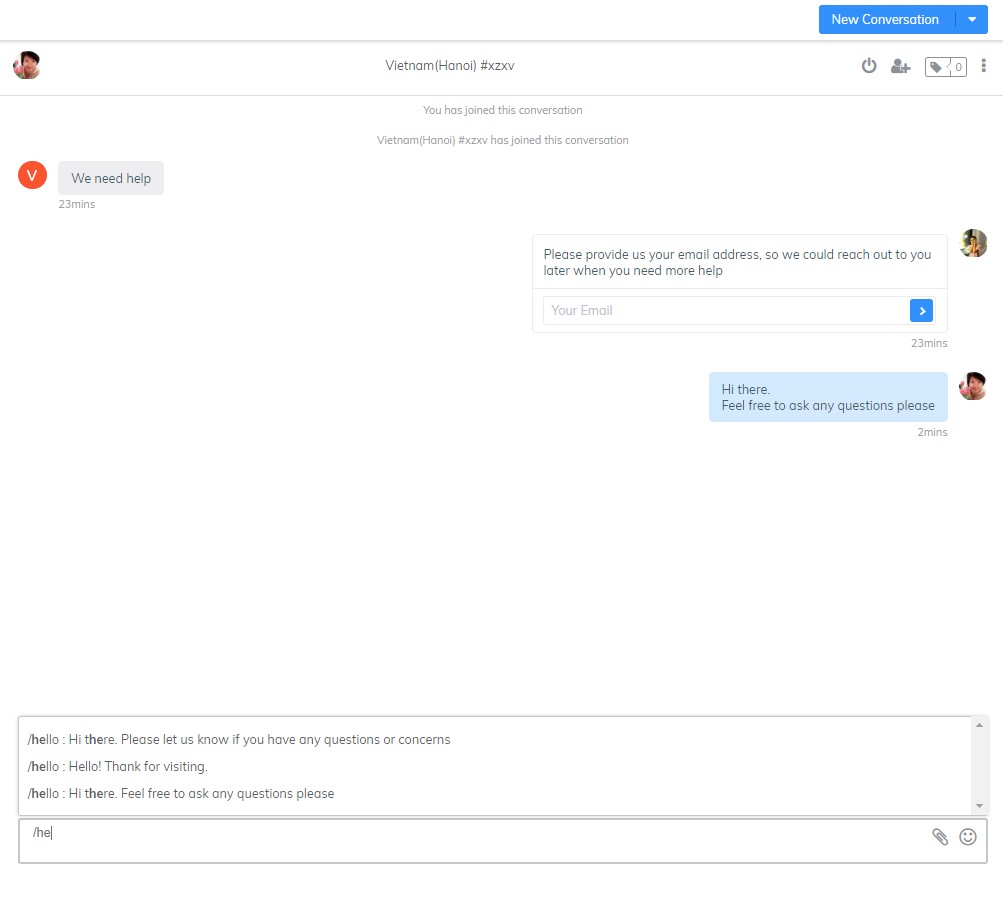 New Conversation
Vietnam(Hanoi) #xzxv
0
You has joined this conversation
Vietnam(Hanoi) #xzxv has joined this conversation
V
We need help
23mins
Please provide us your email address, so we could reach out to you
later when you need more help
Your Email
23mins
Hi there.
Feel free to ask any questions please
2mins
/hello : Hi there. Please let us know if you have any questions or concerns
/hello : Hello! Thank for visiting.
/hello : Hi there. Feel free to ask any questions please
/he